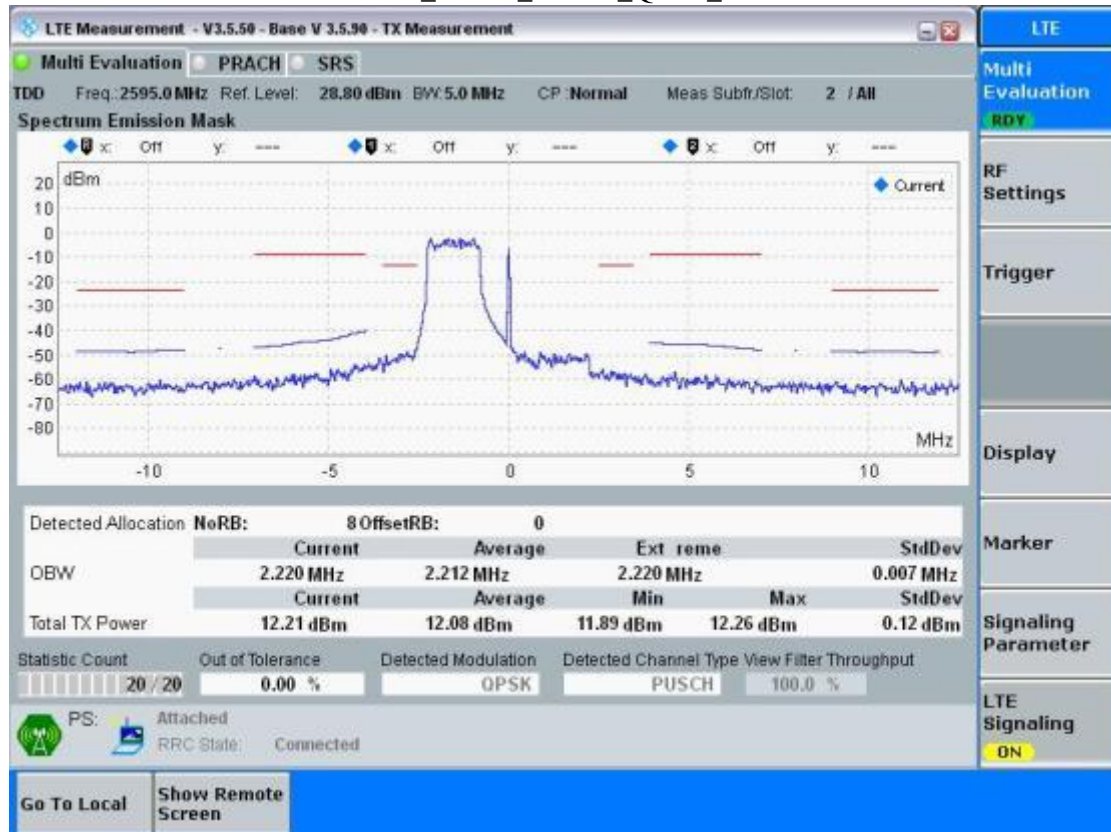 LTE Measurement - V3.5.50 - Base V 3.5.90 - TX Measurement
LTE
Multi Evaluation PRACH SRS
Multi Evaluation
RDY
TDD Freq.:2595.0 MHz Ref. Level: 28.80 dBm BW: 5.0 MHz CP :Normal Meas Subfr/Slot: 2 / All
Spectrum Emission Mask
x: Off y: --- x: Off y: --- x: Off y: ---
dBm
Current
20
10
0
-10
-20
-30
-40
-50
-60
-70
-80
MHz
-10 -5 0 5 10
RF
Settings
Trigger
Display
Marker
Signaling
Parameter
LTE
Signaling
ON
Detected Allocation NoRB: 8 OffsetRB: 0
Current Average Ext reme StdDev
OBW 2.220 MHz 2.212 MHz 2.220 MHz 0.007 MHz
Current Average Min Max StdDev
Total TX Power 12.21 dBm 12.08 dBm 11.89 dBm 12.26 dBm 0.12 dBm
Statistic Count Out of Tolerance Detected Modulation Detected Channel Type View Filter Throughput
20 / 20 0.00 % QPSK PUSCH 100.0 %
PS: Attached
RRC State: Connected
Go To Local
Show Remote
Screen